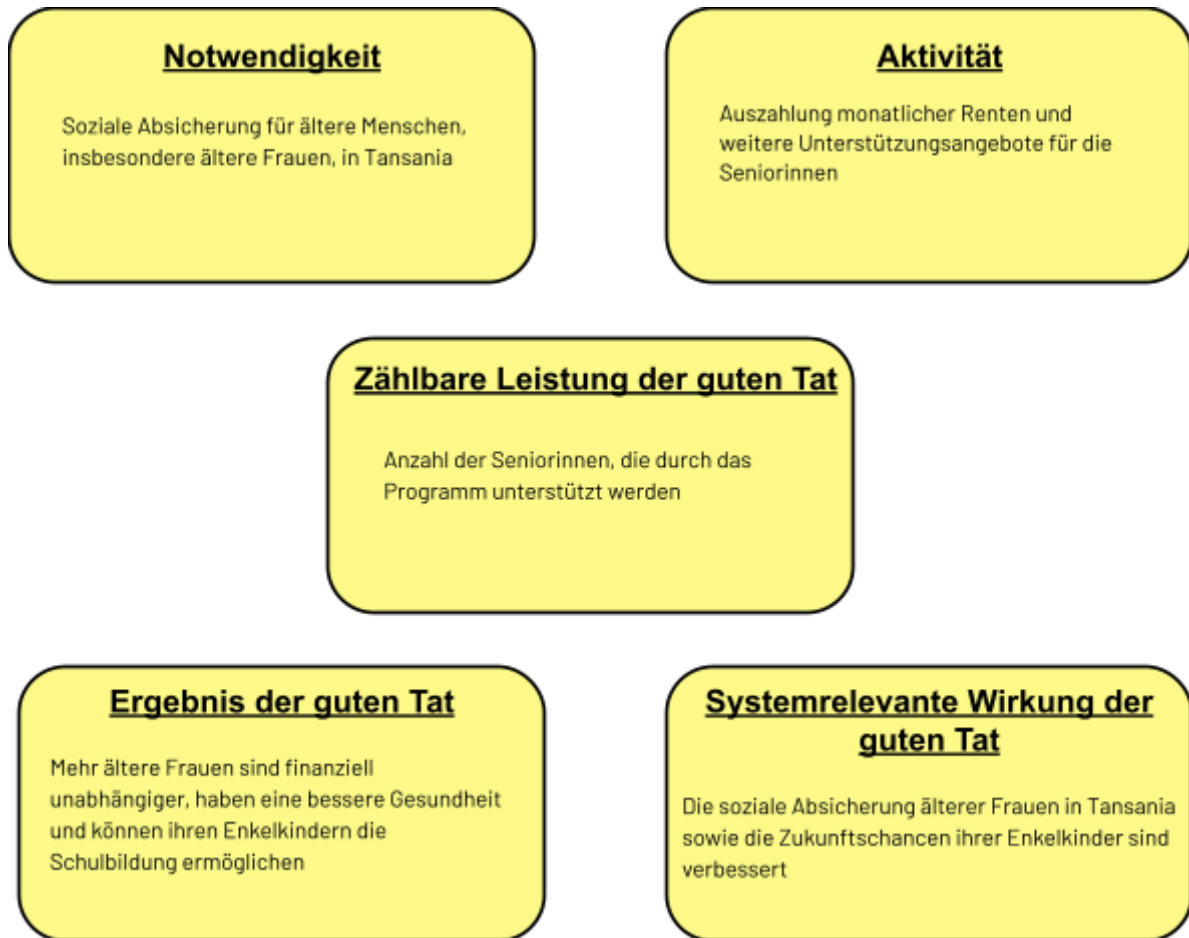 Notwendigkeit
Soziale Absicherung für ältere Menschen,
insbesondere ältere Frauen, in Tansania
Aktivität
Auszahlung monatlicher Renten und
weitere Unterstützungsangebote für die
Seniorinnen
Zählbare Leistung der guten Tat
Anzahl der Seniorinnen, die durch das
Programm unterstützt werden
Ergebnis der guten Tat
Mehr ältere Frauen sind finanziell
unabhängiger, haben eine bessere Gesundheit
und können ihren Enkelkindern die
Schulbildung ermöglichen
Systemrelevante Wirkung der
guten Tat
Die soziale Absicherung älterer Frauen in Tansania
sowie die Zukunftschancen ihrer Enkelkinder sind
verbessert